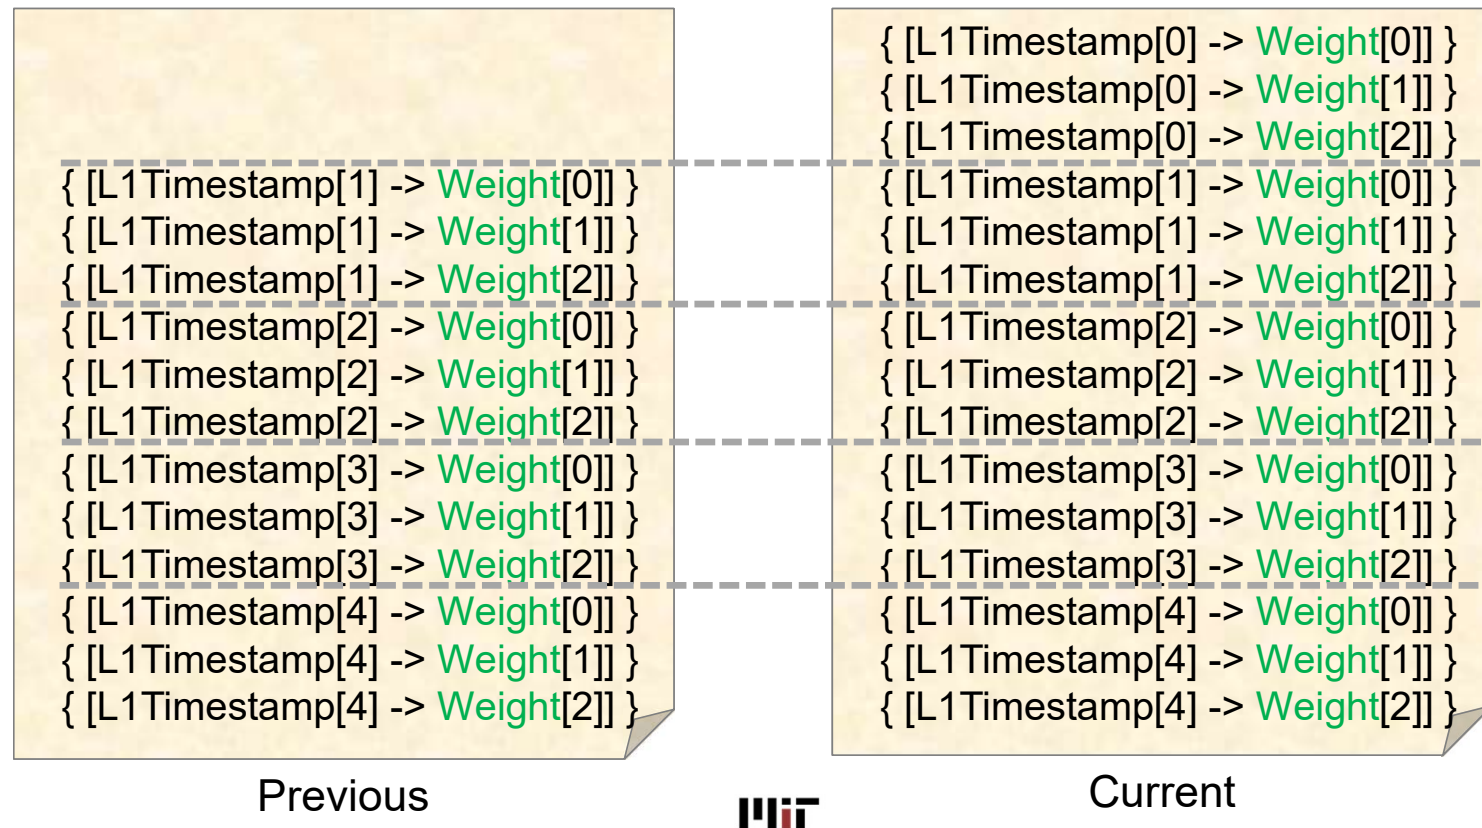 { [L1Timestamp[1] -> Weight[0]] }
{ [L1Timestamp[1] -> Weight[1]] }
{ [L1Timestamp[1] -> Weight[2]] }
{ [L1Timestamp[2] -> Weight[0]] }
{ [L1Timestamp[2] -> Weight[1]] }
{ [L1Timestamp[2] -> Weight[2]] }
{ [L1Timestamp[3] -> Weight[0]] }
{ [L1Timestamp[3] -> Weight[1]] }
{ [L1Timestamp[3] -> Weight[2]] }
{ [L1Timestamp[4] -> Weight[0]] }
{ [L1Timestamp[4] -> Weight[1]] }
{ [L1Timestamp[4] -> Weight[2]] }
Previous
{ [L1Timestamp[0] -> Weight[0]] }
{ [L1Timestamp[0] -> Weight[1]] }
{ [L1Timestamp[0] -> Weight[2]] }
{ [L1Timestamp[1] -> Weight[0]] }
{ [L1Timestamp[1] -> Weight[1]] }
{ [L1Timestamp[1] -> Weight[2]] }
{ [L1Timestamp[2] -> Weight[0]] }
{ [L1Timestamp[2] -> Weight[1]] }
{ [L1Timestamp[2] -> Weight[2]] }
{ [L1Timestamp[3] -> Weight[0]] }
{ [L1Timestamp[3] -> Weight[1]] }
{ [L1Timestamp[3] -> Weight[2]] }
{ [L1Timestamp[4] -> Weight[0]] }
{ [L1Timestamp[4] -> Weight[1]] }
{ [L1Timestamp[4] -> Weight[2]] }
Current
MIT